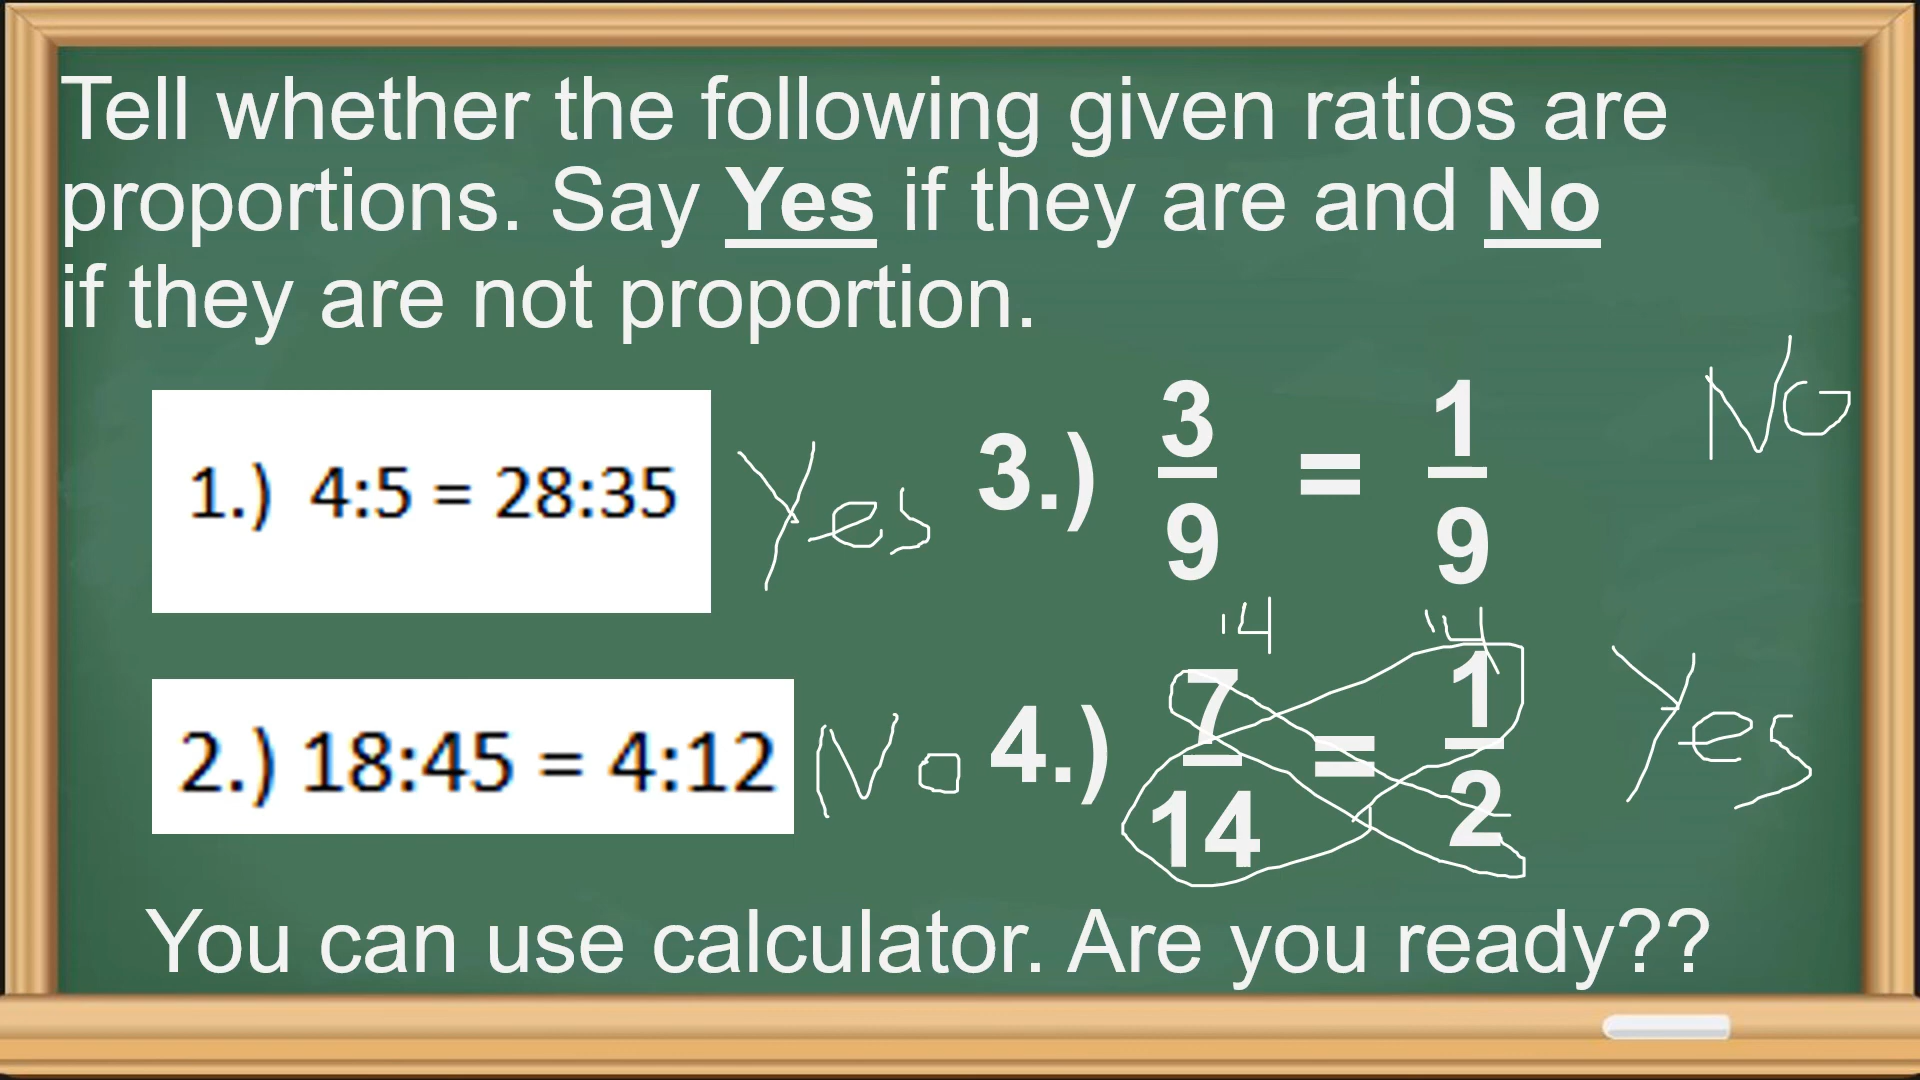 Tell whether the following given ratios are
proportions. Say Yes if they are and No
if they are not proportion.
1.) 4:5 = 28:35
Yes
3.) 3/9 = 1/9
NO
2.) 18:45 = 4:12
No
14
14
4.) 7/14 = 1/2
Yes
You can use calculator. Are you ready??